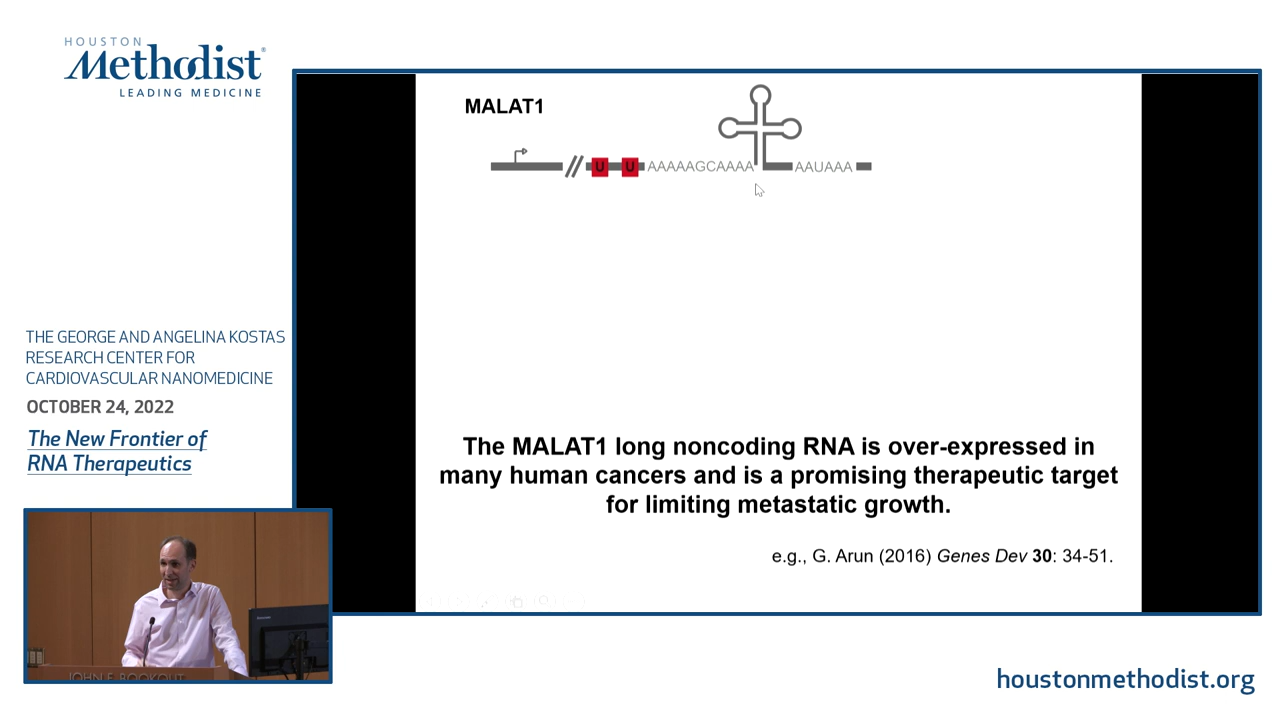 HOUSTON
Methodist
LEADING MEDICINE
MALAT1
U U AAAAAGCAAAA AAUAAA
The MALAT1 long noncoding RNA is over-expressed in
many human cancers and is a promising therapeutic target
for limiting metastatic growth.
e.g., G. Arun (2016) Genes Dev 30: 34-51.
THE GEORGE AND ANGELINA KOSTAS
RESEARCH CENTER FOR
CARDIOVASCULAR NANOMEDICINE
OCTOBER 24, 2022
The New Frontier of
RNA Therapeutics
JOHN F. BOOKOUT
houstonmethodist.org